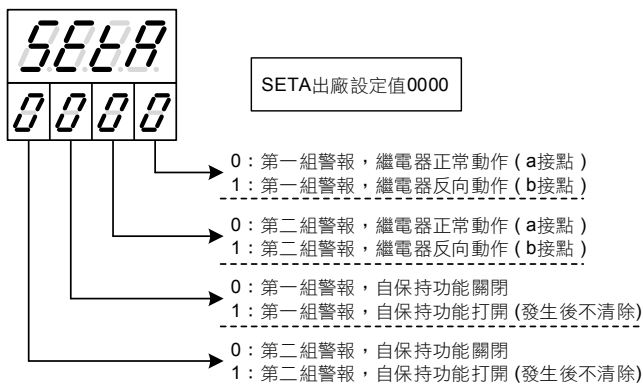 SEtA
0 0 0 0
SETA出廠設定值0000
0：第一組警報，繼電器正常動作 ( a接點 )
1：第一組警報，繼電器反向動作 ( b接點 )
0：第二組警報，繼電器正常動作 ( a接點 )
1：第二組警報，繼電器反向動作 ( b接點 )
0：第一組警報，自保持功能關閉
1：第一組警報，自保持功能打開 (發生後不清除)
0：第二組警報，自保持功能關閉
1：第二組警報，自保持功能打開 (發生後不清除)